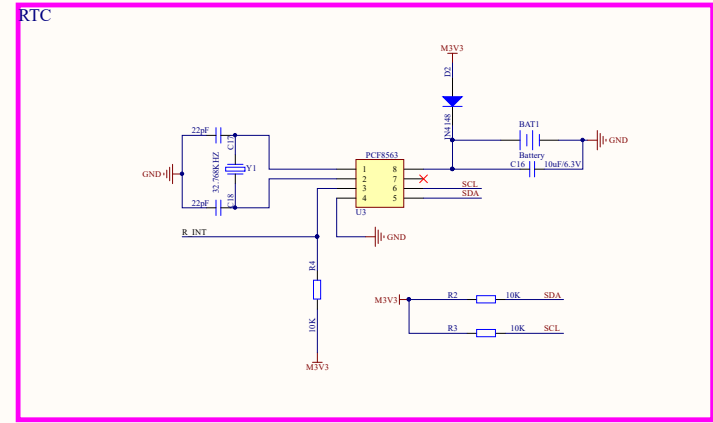 RTC
M3V3
D2
1N4148
BAT1
Battery
GND
C16 10uF/6.3V
22pF
C17
32.768KHZ
Y1
GND
22pF
C18
PCF8563
1 8
2 7
3 6
4 5
U3
SCL
SDA
R_INT
GND
R4
10K
M3V3
M3V3
R2 10K SDA
R3 10K SCL